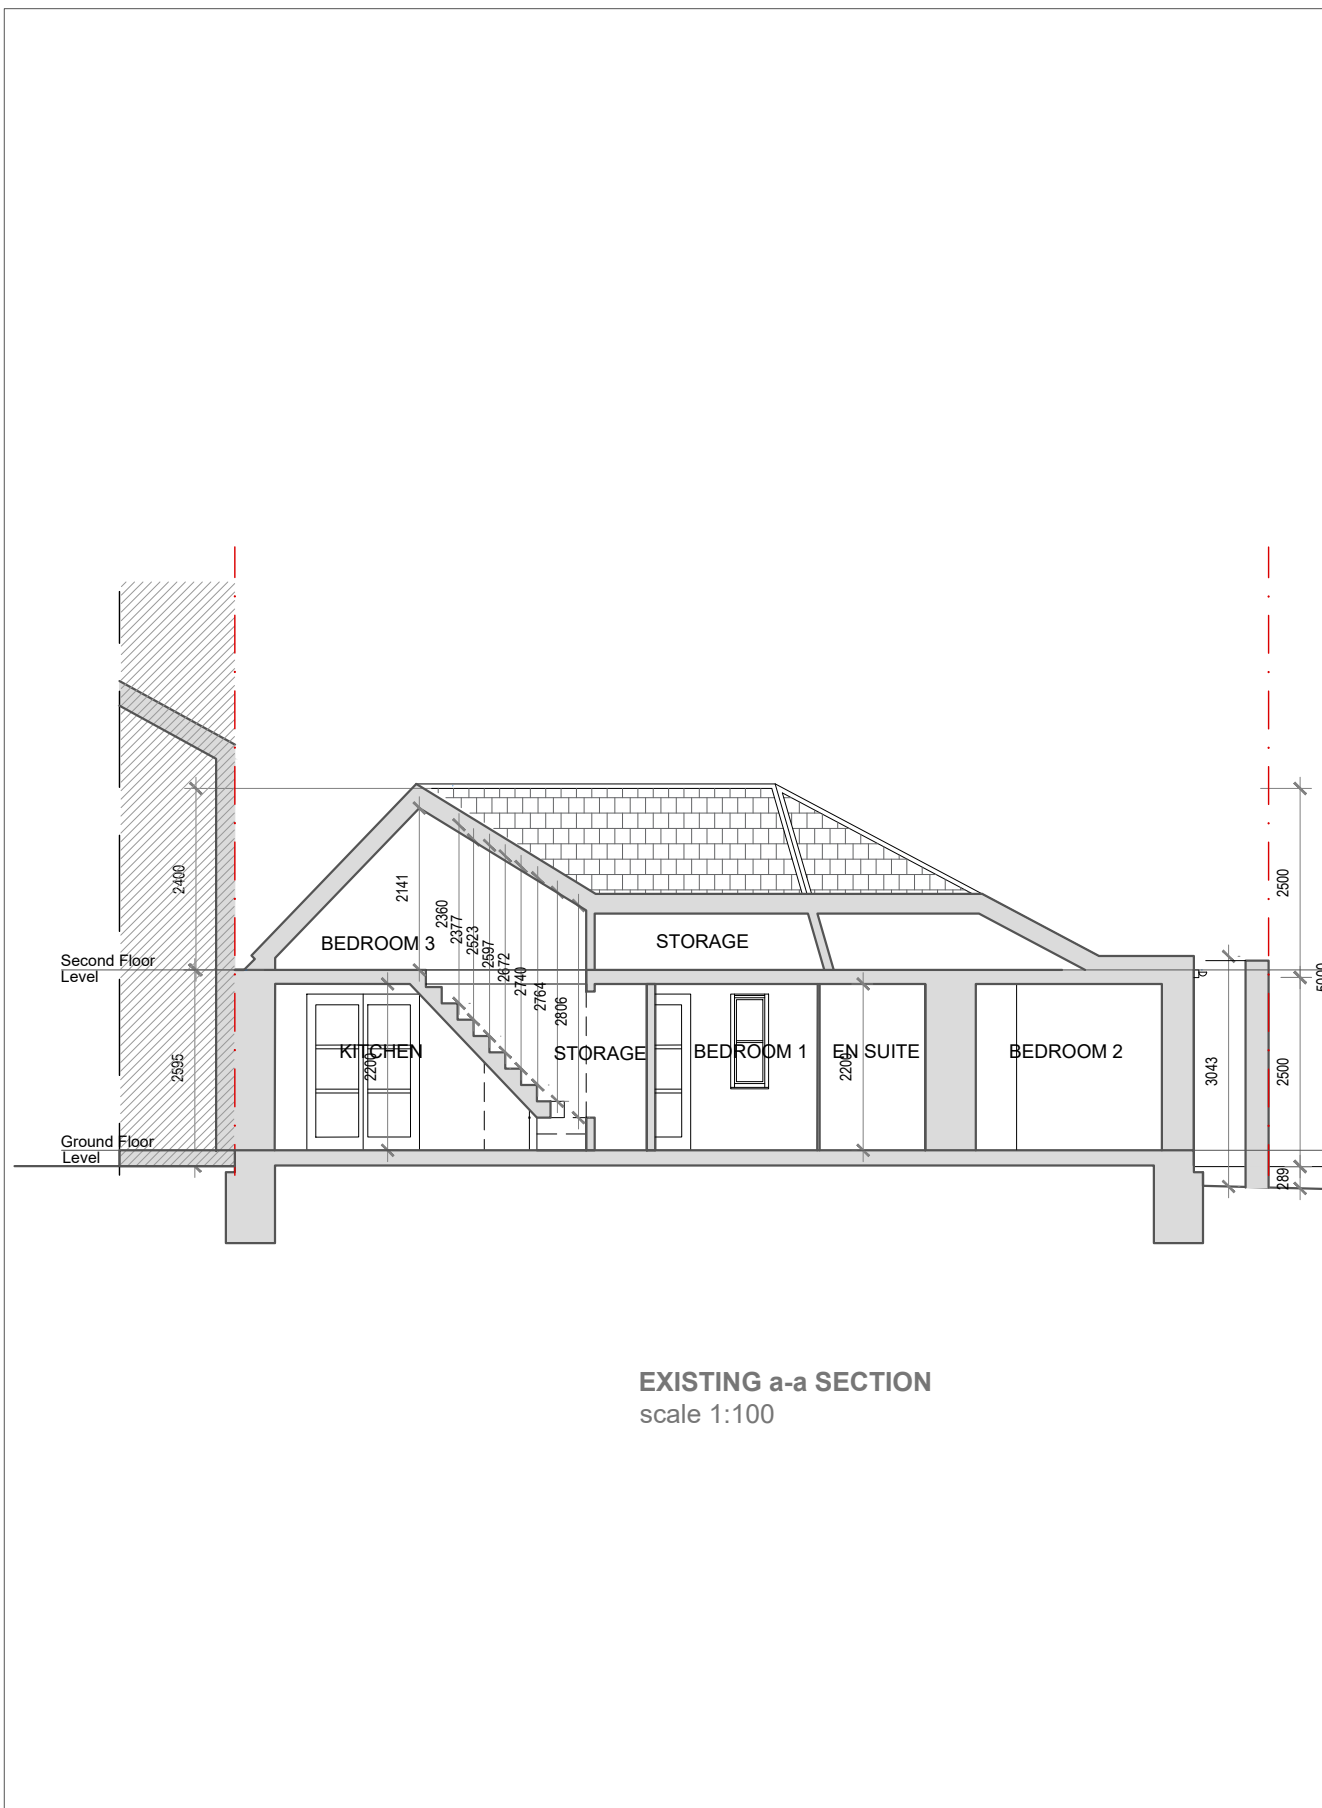 2400
2141
2500
2360
2377
2523
2597
2672
2740
2764
2806
BEDROOM 3
STORAGE
Second Floor
Level
KITCHEN
2200
STORAGE
BEDROOM 1
EN SUITE
2200
BEDROOM 2
2595
3043
2500
Ground Floor
Level
289
EXISTING a-a SECTION
scale 1:100